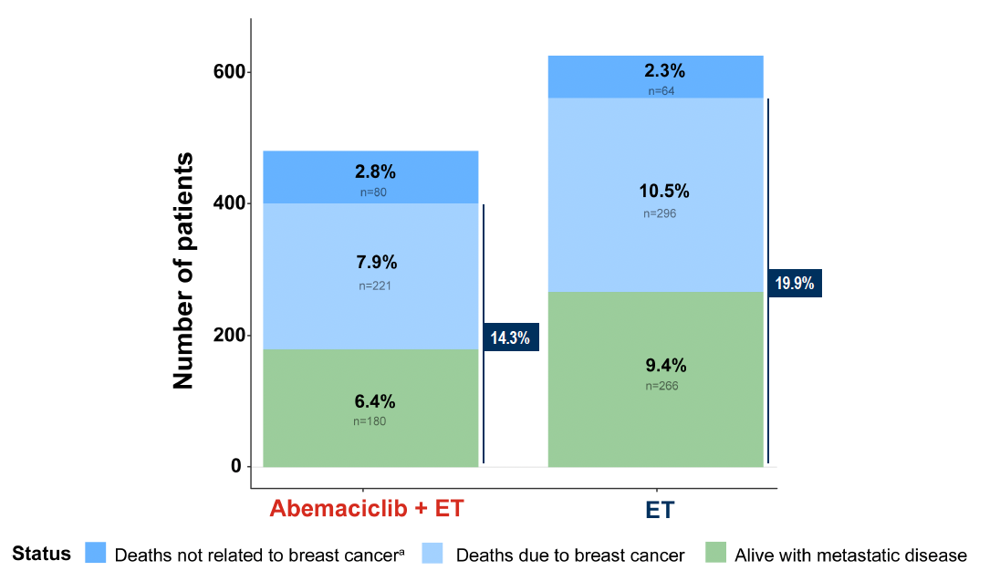 Number of patients
600
400
200
0
2.8%
n=80
7.9%
n=221
6.4%
n=180
14.3%
2.3%
n=64
10.5%
n=296
9.4%
n=266
19.9%
Abemaciclib + ET
ET
Status Deaths not related to breast cancerᵃ Deaths due to breast cancer Alive with metastatic disease